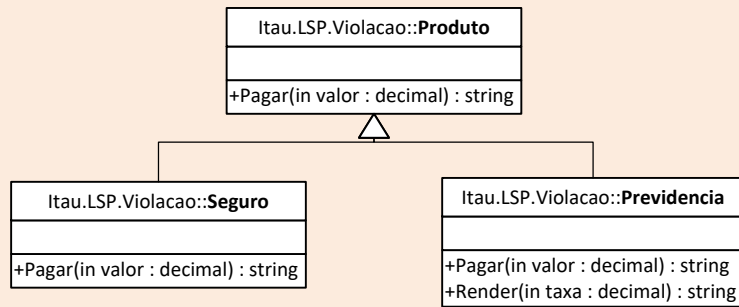 Itau.LSP.Violacao::Produto
+Pagar(in valor : decimal) : string
Itau.LSP.Violacao::Seguro
+Pagar(in valor : decimal) : string
Itau.LSP.Violacao::Previdencia
+Pagar(in valor : decimal) : string
+Render(in taxa : decimal) : string